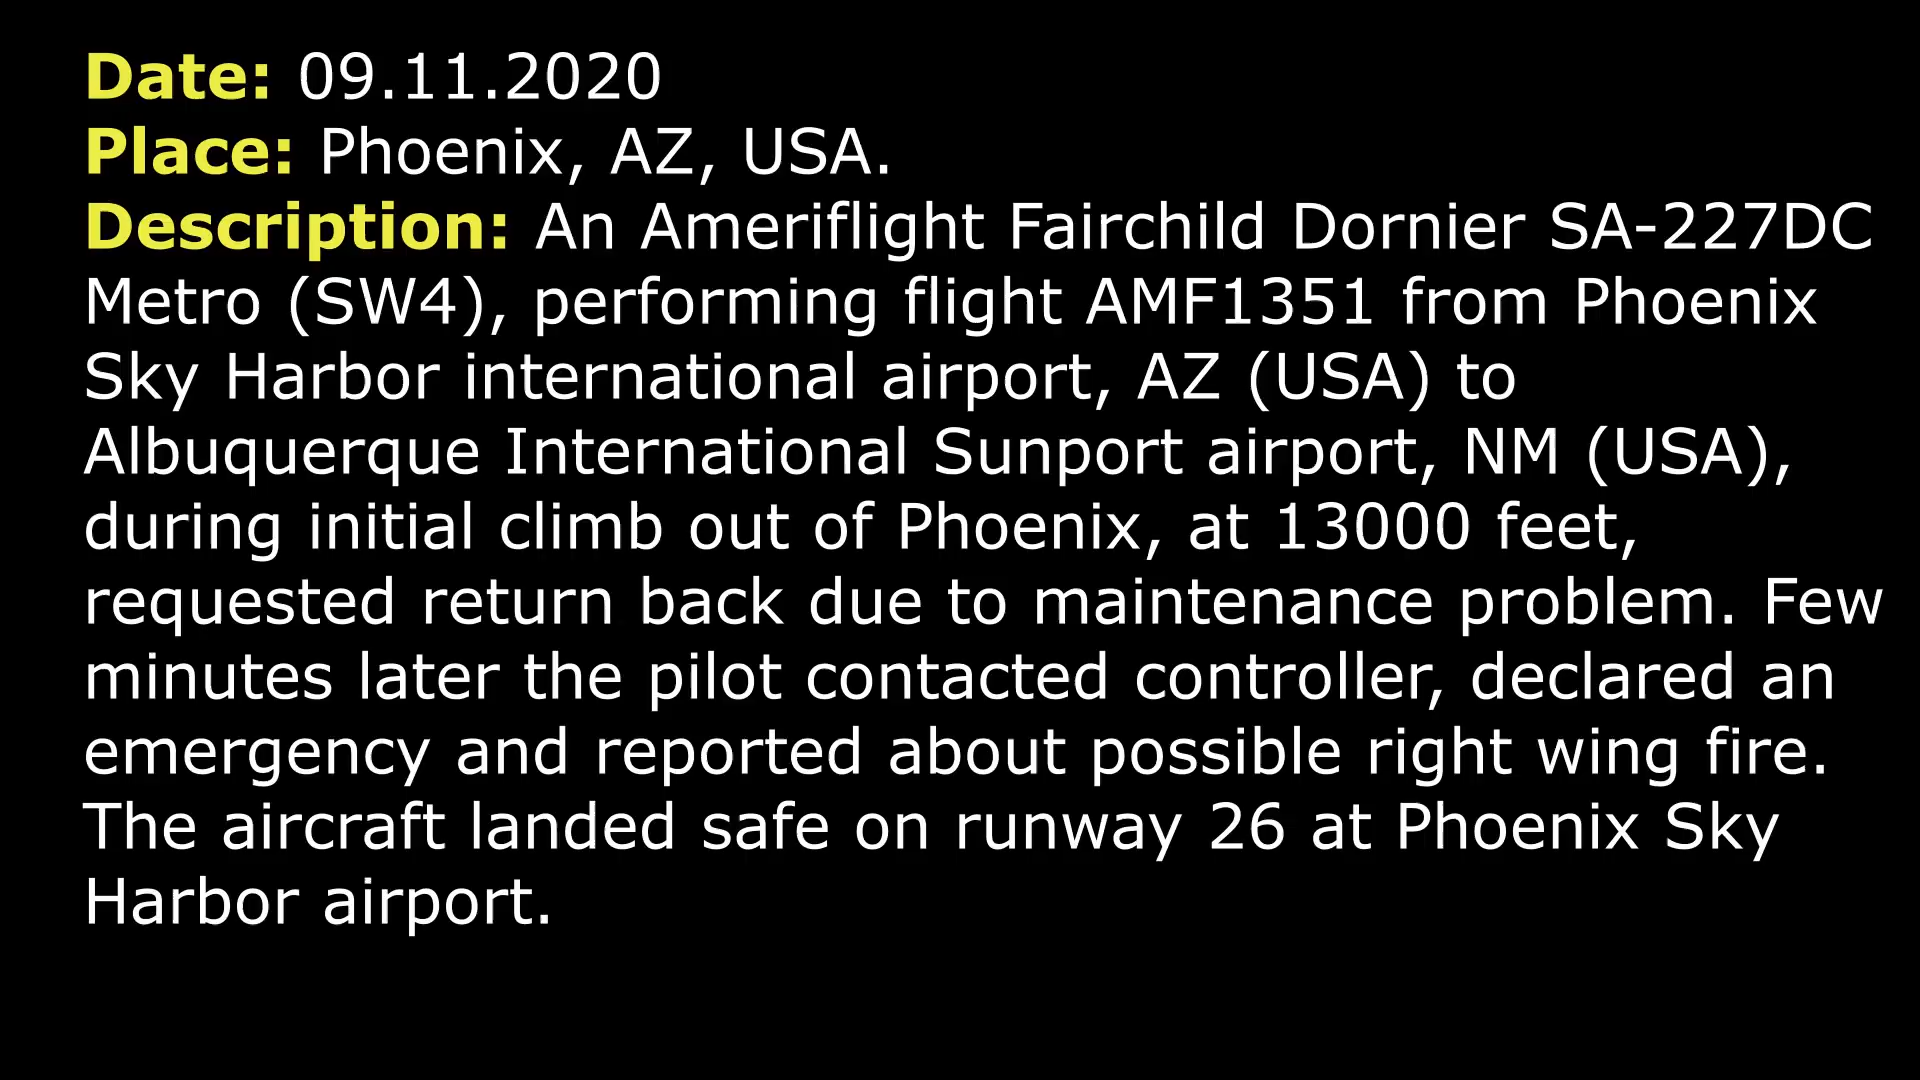 Date: 09.11.2020
Place: Phoenix, AZ, USA.
Description: An Ameriflight Fairchild Dornier SA-227DC
Metro (SW4), performing flight AMF1351 from Phoenix
Sky Harbor international airport, AZ (USA) to
Albuquerque International Sunport airport, NM (USA),
during initial climb out of Phoenix, at 13000 feet,
requested return back due to maintenance problem. Few
minutes later the pilot contacted controller, declared an
emergency and reported about possible right wing fire.
The aircraft landed safe on runway 26 at Phoenix Sky
Harbor airport.